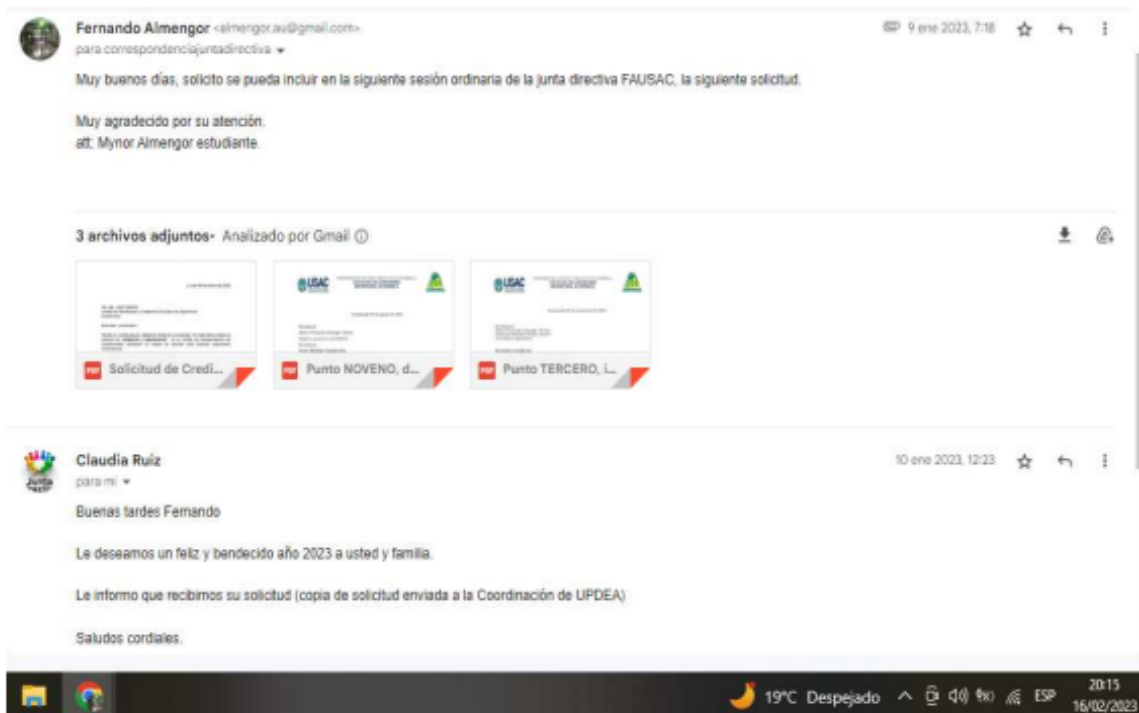 Fernando Almengor <almengor.au@gmail.com>
9 ene 2023, 7:18
para correspondenciajuntadirectiva
Muy buenos días, solicito se pueda incluir en la siguiente sesión ordinaria de la junta directiva FAUSAC, la siguiente solicitud.
Muy agradecido por su atención.
att: Mynor Almengor estudiante.
3 archivos adjuntos• Analizado por Gmail
USAC
USAC
PDF Solicitud de Credi...
PDF Punto NOVENO, d...
PDF Punto TERCERO, i...
Claudia Ruiz
10 ene 2023, 12:23
para mí
Buenas tardes Fernando
Le deseamos un feliz y bendecido año 2023 a usted y familia.
Le informo que recibimos su solicitud (copia de solicitud enviada a la Coordinación de UPDEA)
Saludos cordiales.
19°C Despejado
ESP
20:15
16/02/2023